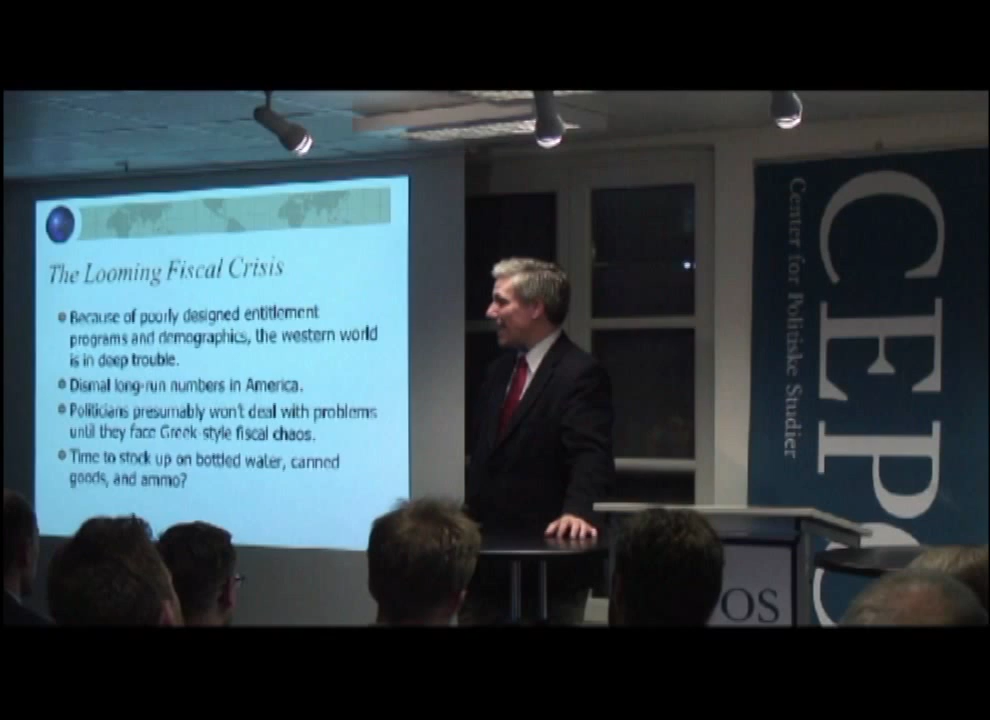 The Looming Fiscal Crisis
Because of poorly designed entitlement
programs and demographics, the western world
is in deep trouble.
Dismal long-run numbers in America.
Politicians presumably won't deal with problems
until they face Greek-style fiscal chaos.
Time to stock up on bottled water, canned
goods, and ammo?
CEPO
Center for Politiske Studier
OS